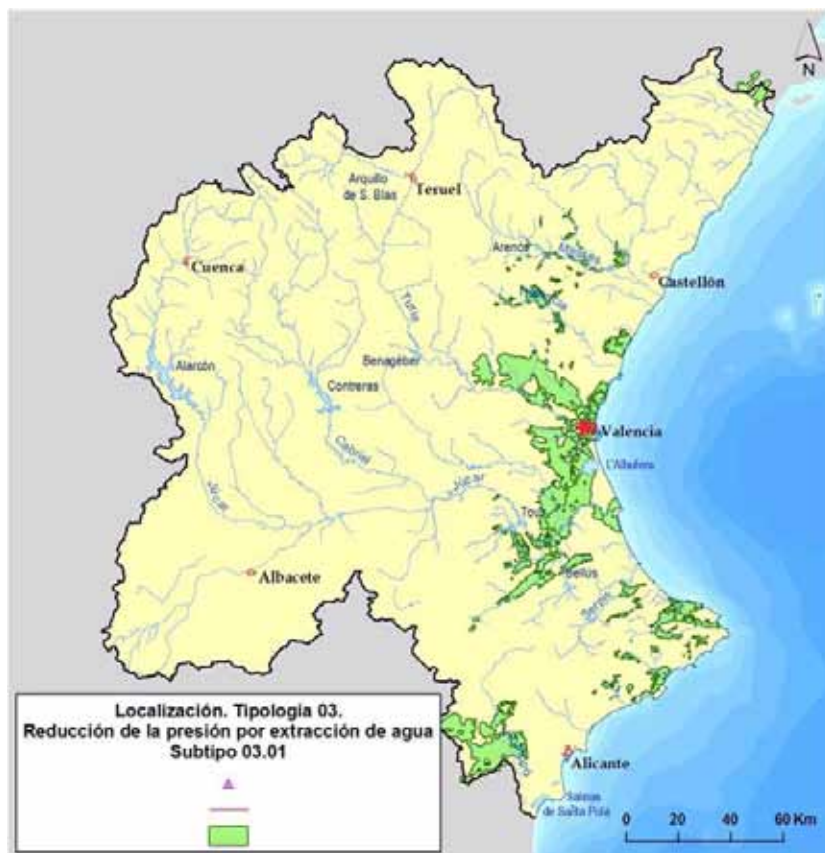 N
Arquillo
de S. Blas
Teruel
Cuenca
Arenós
Mijares
Castellón
Turia
Alarcón
Benagéber
Contreras
Valencia
Cabriel
L'Albufera
Júcar
Júcar
Tous
Albacete
Bellús
Serpis
Localización. Tipología 03.
Reducción de la presión por extracción de agua
Subtipo 03.01
Alicante
Salinas
de Santa Pola
0 20 40 60 Km